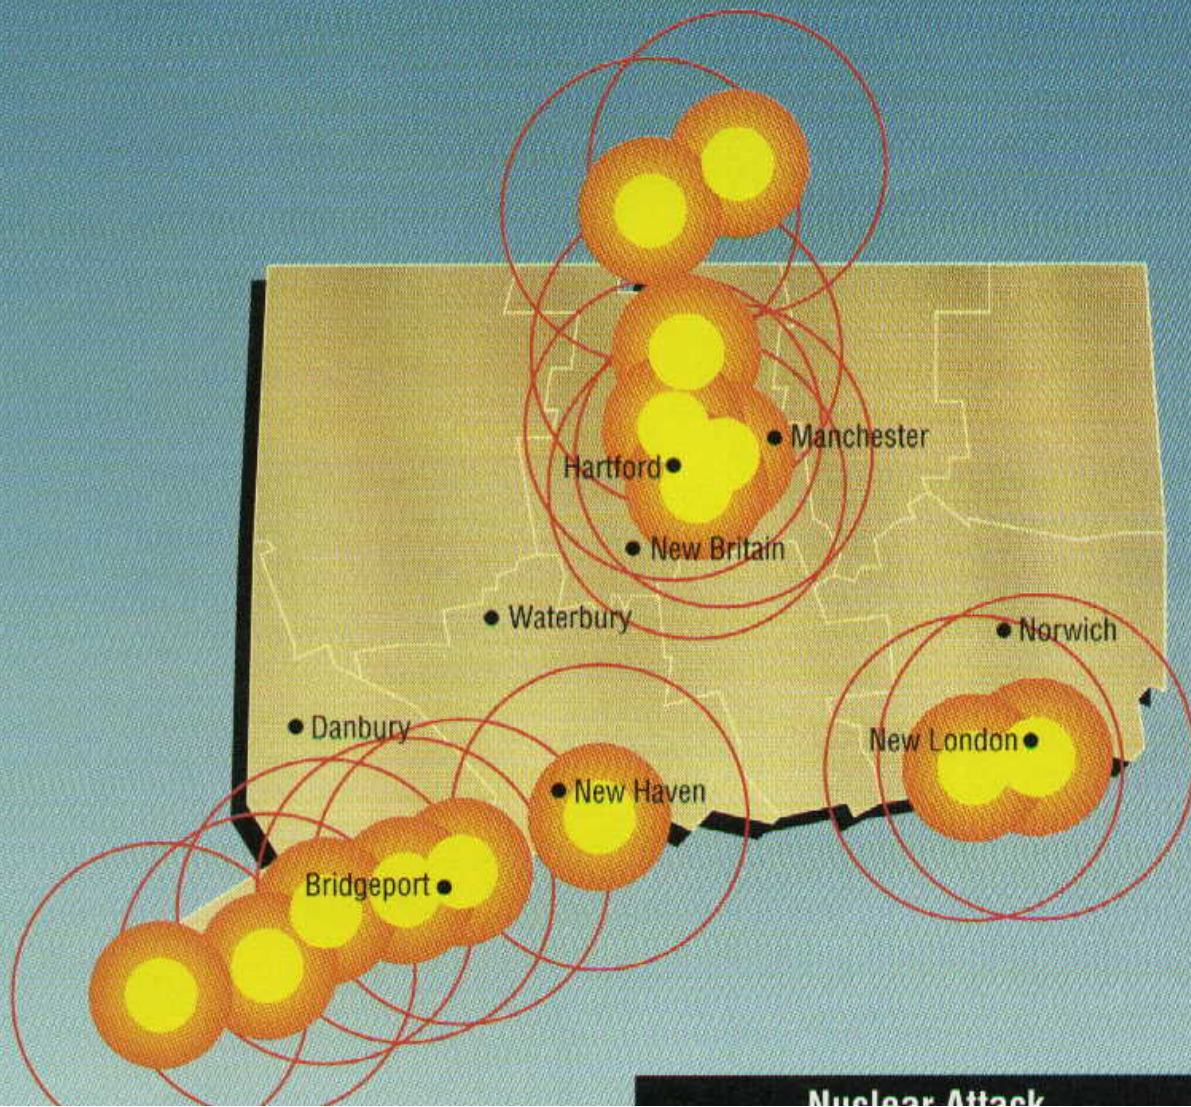 Manchester
Hartford
New Britain
Waterbury
Norwich
Danbury
New London
New Haven
Bridgeport
Nuclear Attack